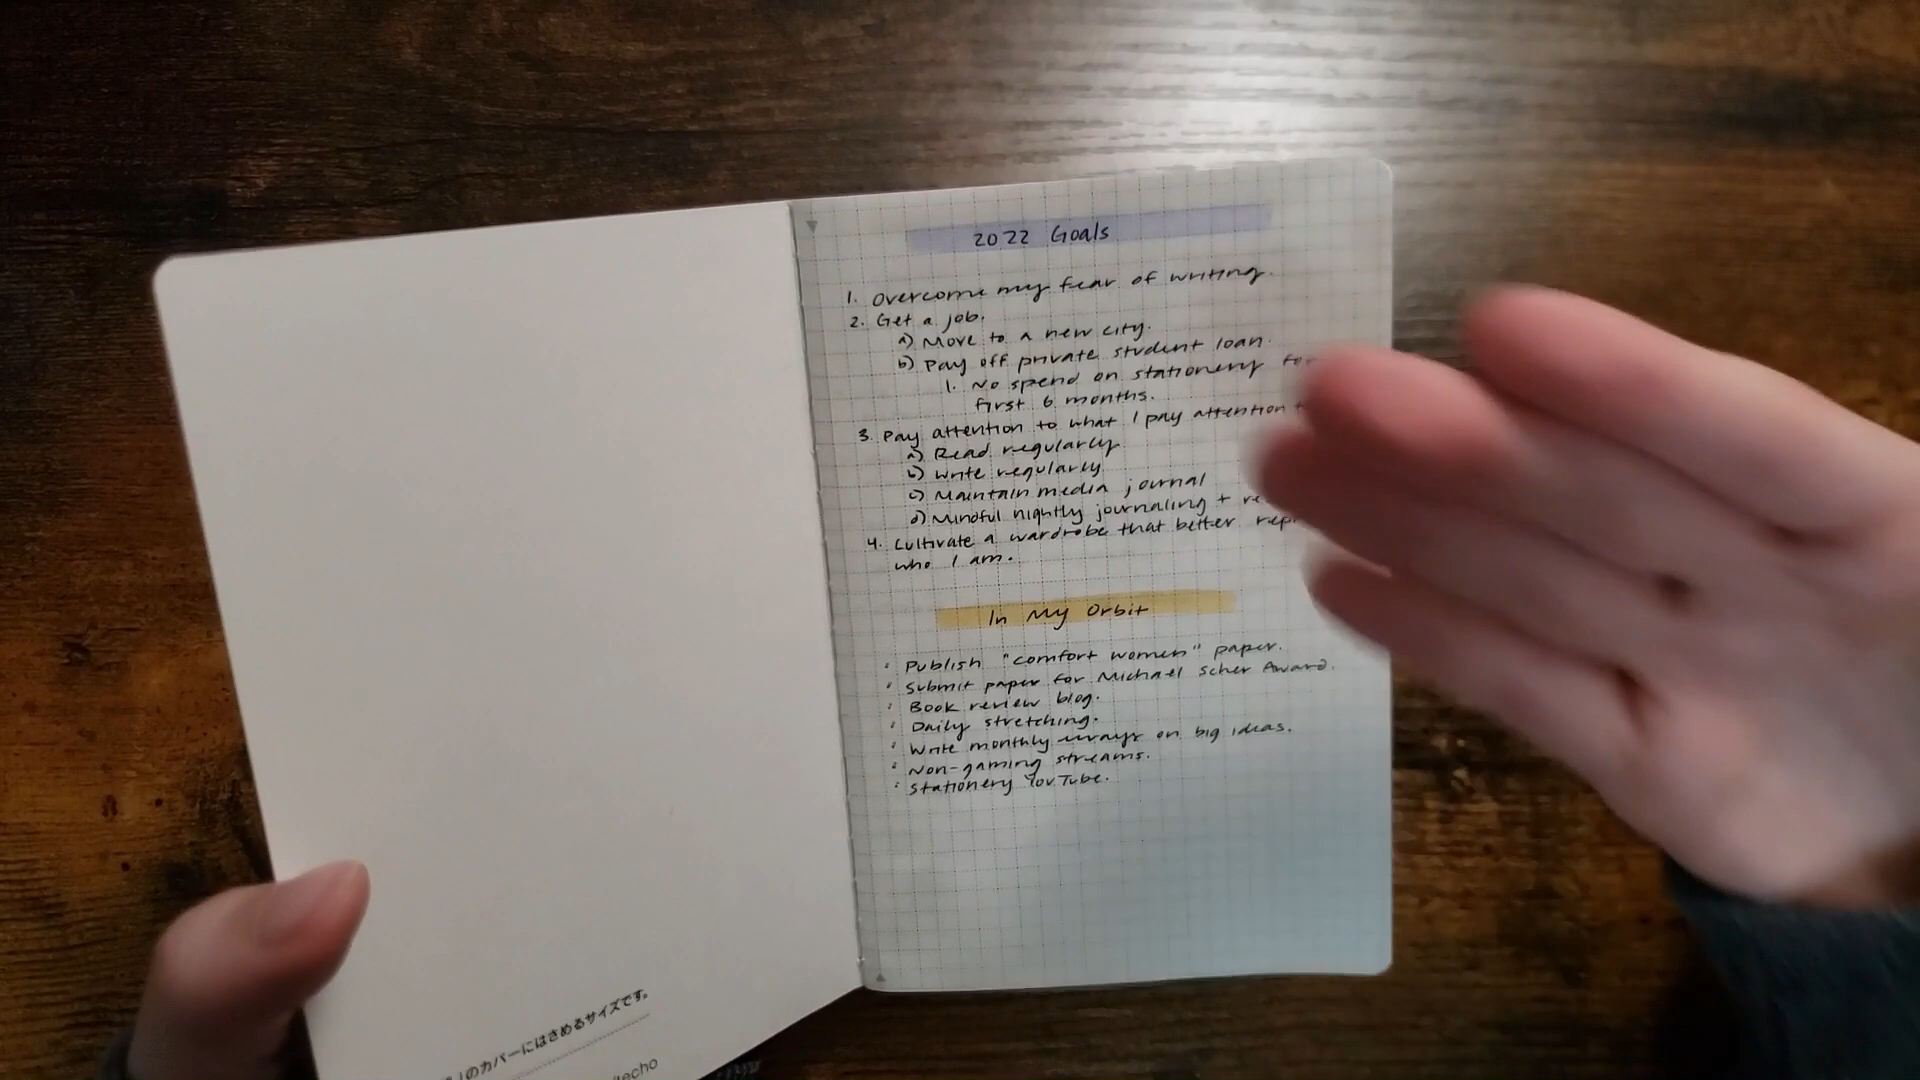 2022 Goals
1. Overcome my fear of writing.
2. Get a job.
a) Move to a new city.
b) Pay off private student loan.
1. No spend on stationery for
first 6 months.
3. Pay attention to what I pay attention
a) Read regularly
b) Write regularly
c) Maintain media journal
d) Mindful nightly journaling +
4. Cultivate a wardrobe that better
who I am.
In My Orbit
· Publish "comfort women" paper.
· Submit paper for Michael Scher Award.
· Book review blog.
· Daily stretching.
· Write monthly essays on big ideas.
· Non-gaming streams.
· Stationery YouTube.
のカバーにはさめるサイズです。